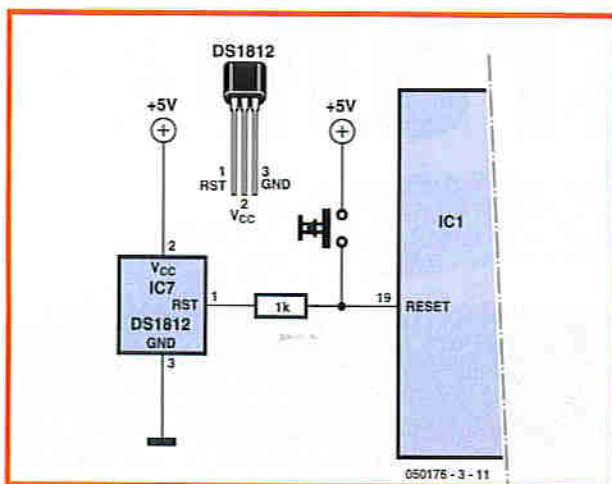 DS1812
+5V
+5V
1
RST
2
VCC
3
GND
2
VCC
IC7
RST
1
DS1812
GND
3
1k
19
RESET
IC1
050176 - 3 - 11